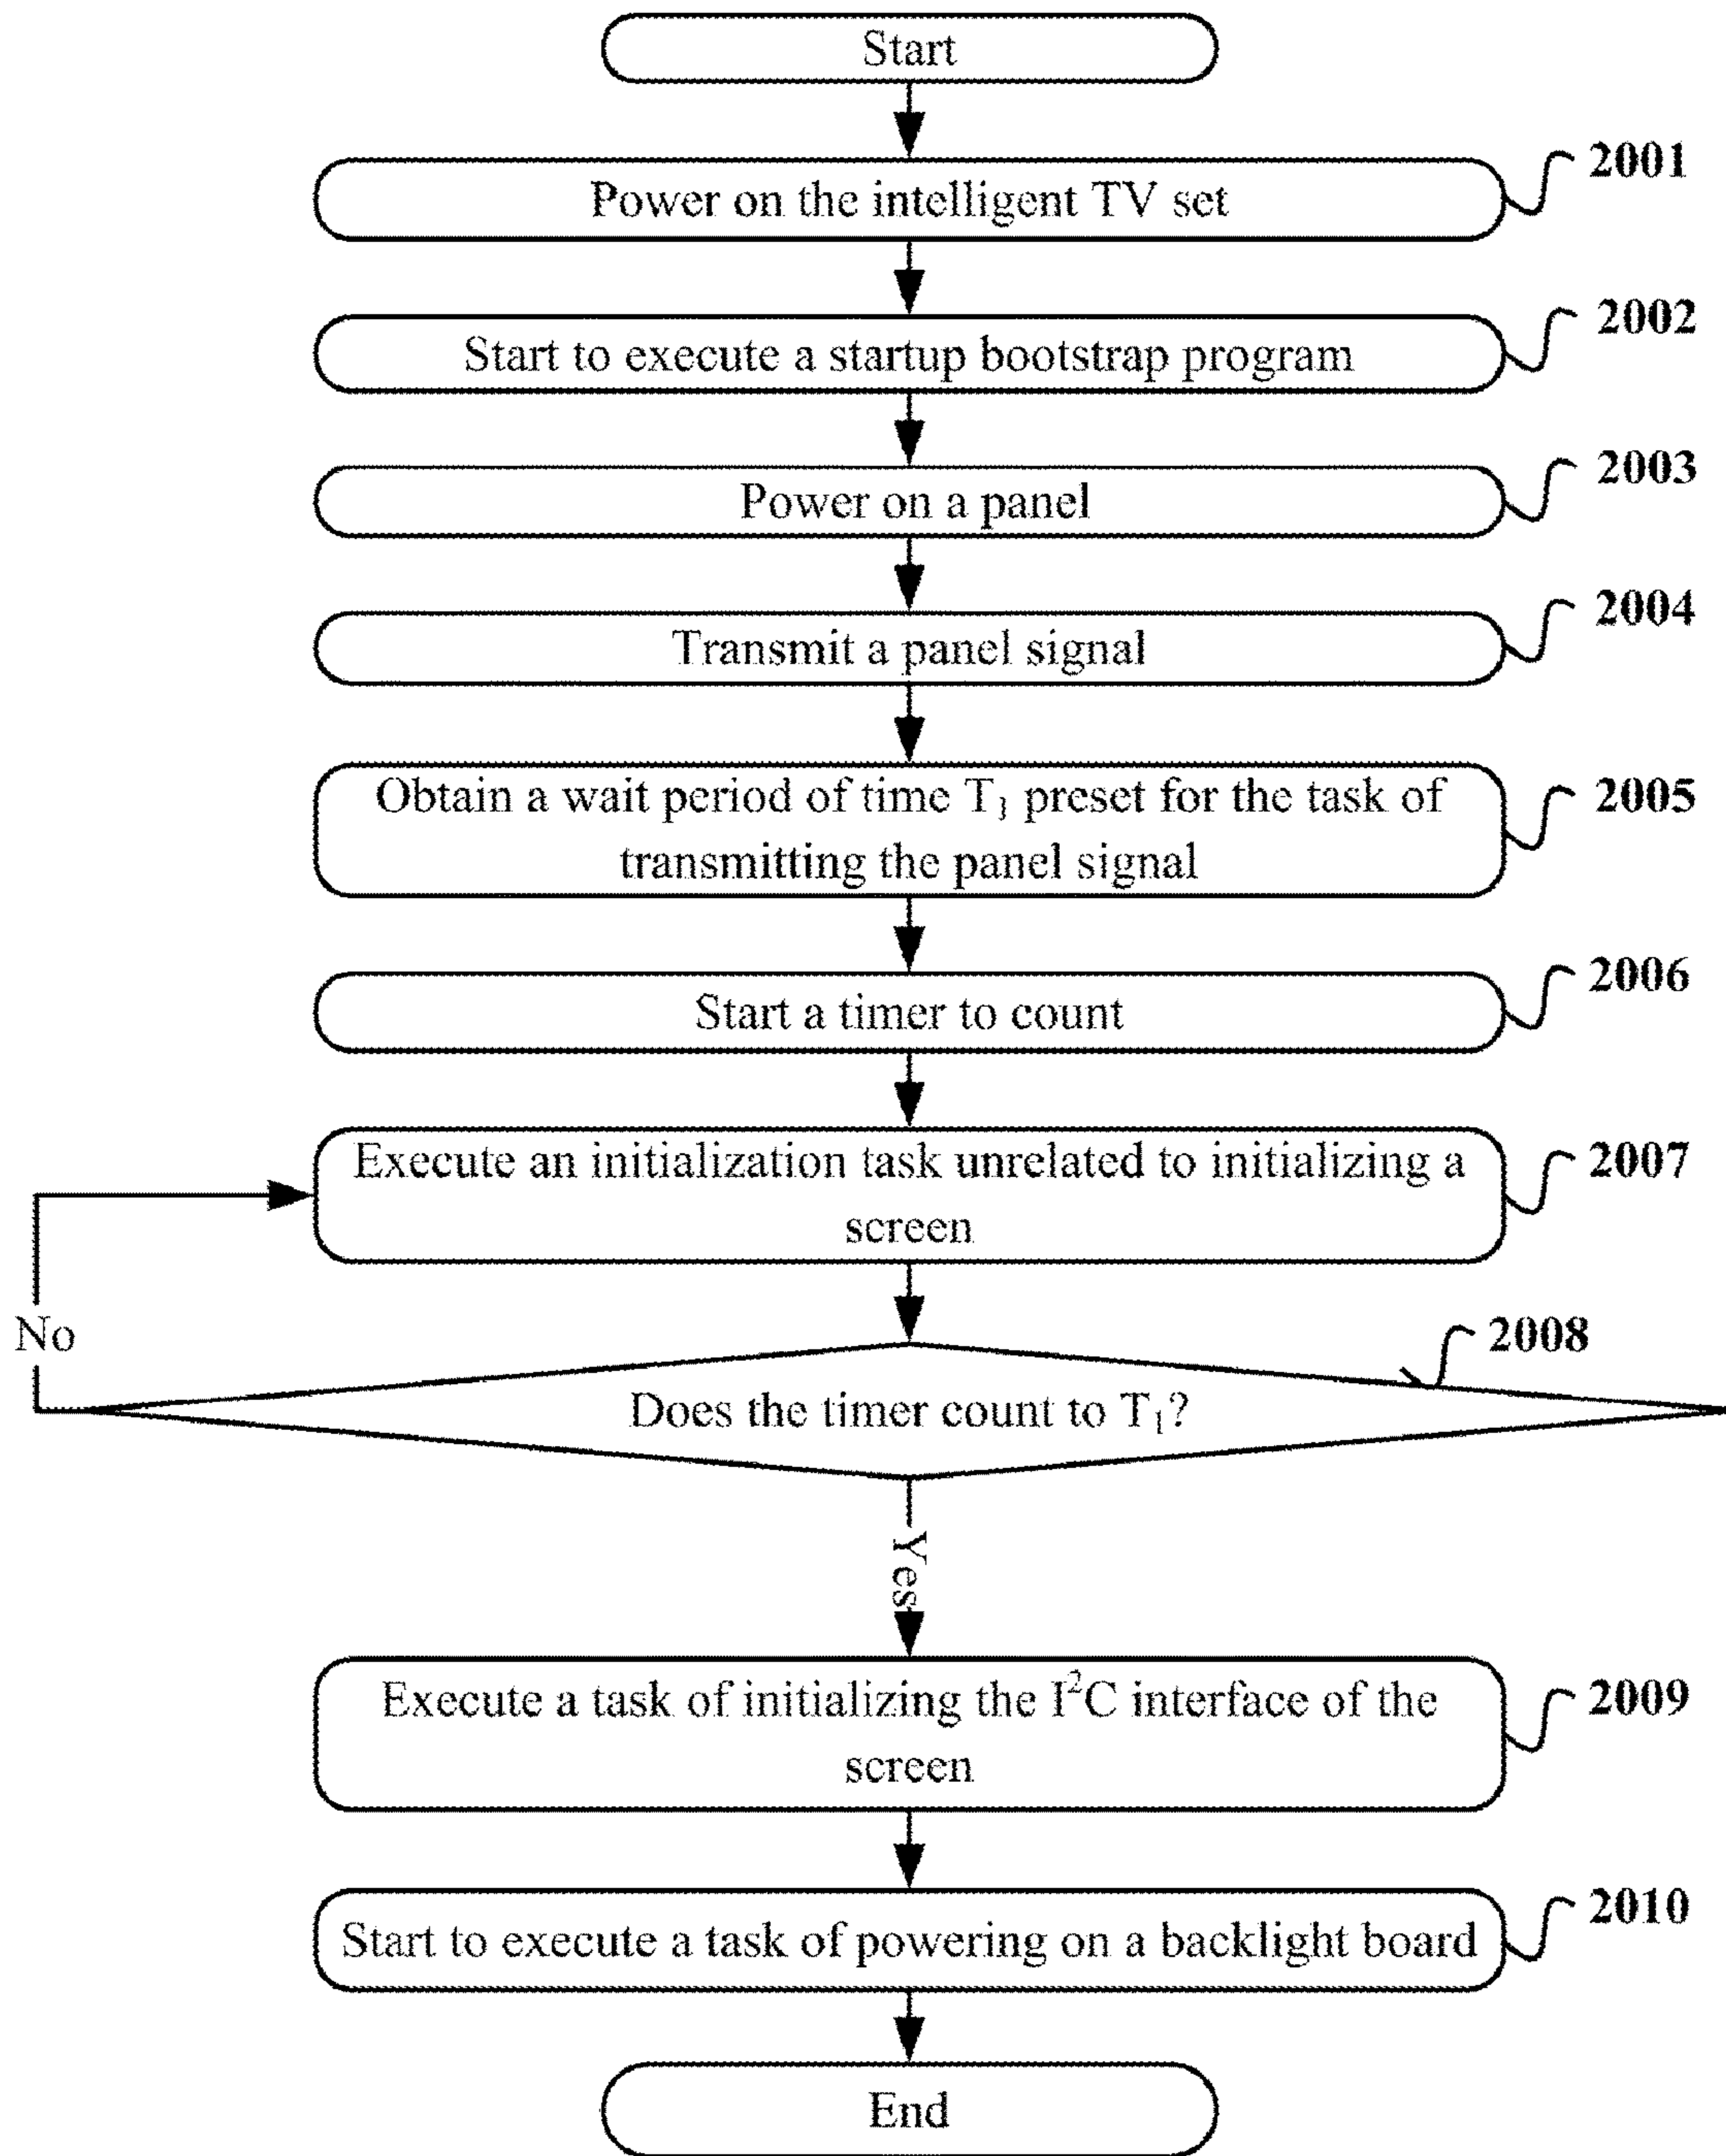 Start
Power on the intelligent TV set
2001
Start to execute a startup bootstrap program
2002
Power on a panel
2003
Transmit a panel signal
2004
Obtain a wait period of time T₁ preset for the task of
transmitting the panel signal
2005
Start a timer to count
2006
Execute an initialization task unrelated to initializing a
screen
2007
No
2008
Does the timer count to T₁?
Yes
Execute a task of initializing the I²C interface of the
screen
2009
Start to execute a task of powering on a backlight board
2010
End